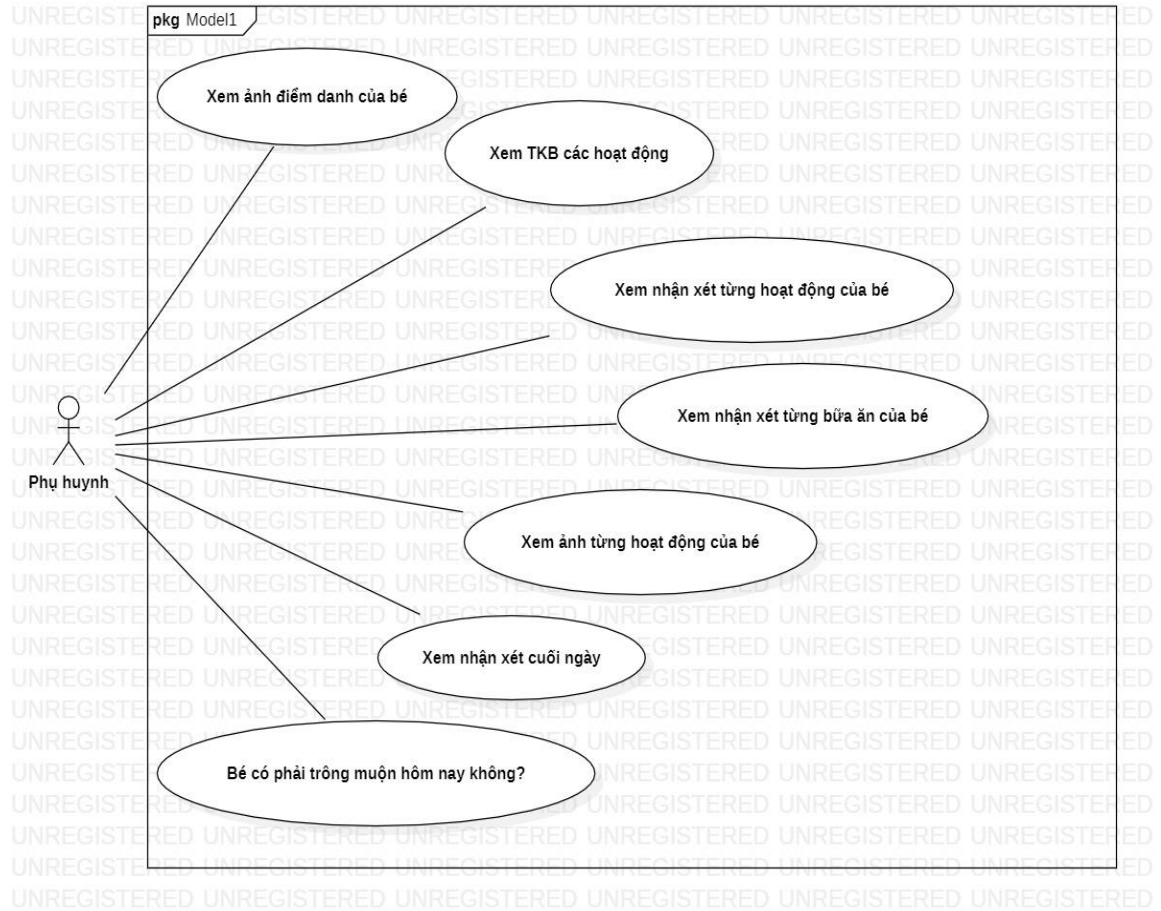 pkg Model1
Xem ảnh điểm danh của bé
Xem TKB các hoạt động
Xem nhận xét từng hoạt động của bé
Xem nhận xét từng bữa ăn của bé
Phụ huynh
Xem ảnh từng hoạt động của bé
Xem nhận xét cuối ngày
Bé có phải trông muộn hôm nay không?
UNREGISTERED